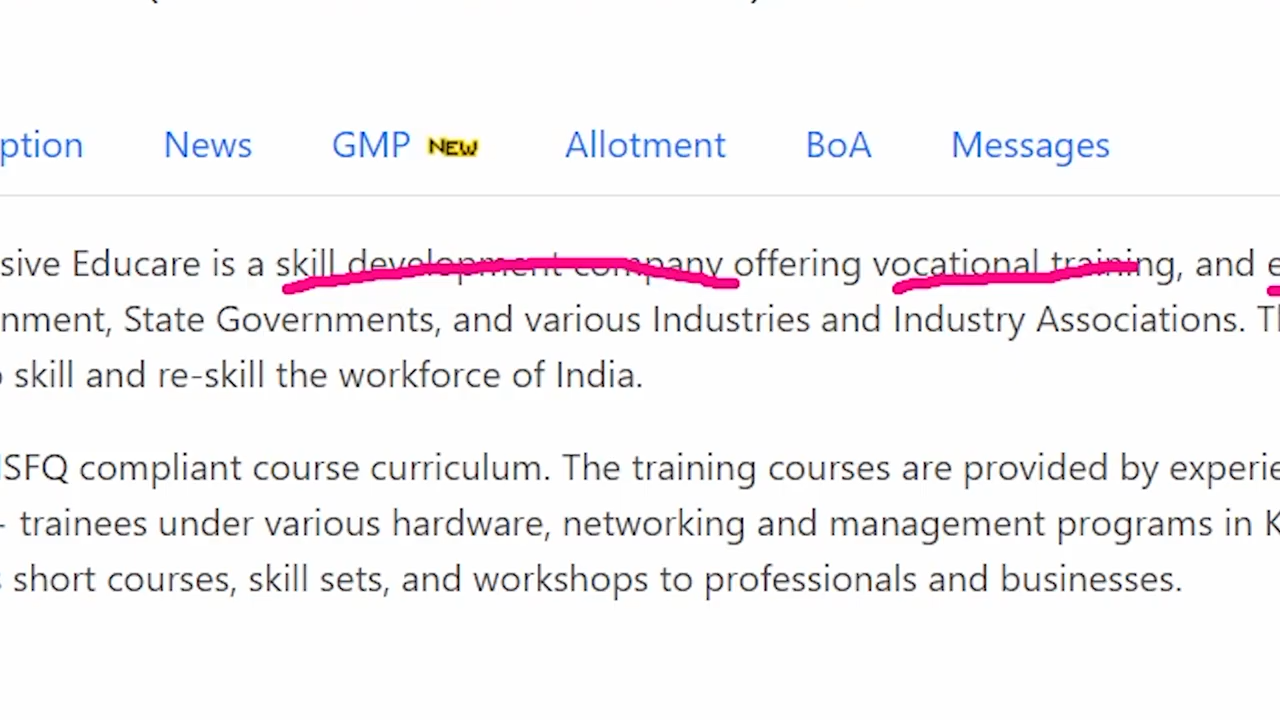 ption News GMP NEW Allotment BoA Messages
sive Educare is a skill development company offering vocational training, and e
nment, State Governments, and various Industries and Industry Associations. Th
skill and re-skill the workforce of India.
SFQ compliant course curriculum. The training courses are provided by experie
- trainees under various hardware, networking and management programs in K
s short courses, skill sets, and workshops to professionals and businesses.